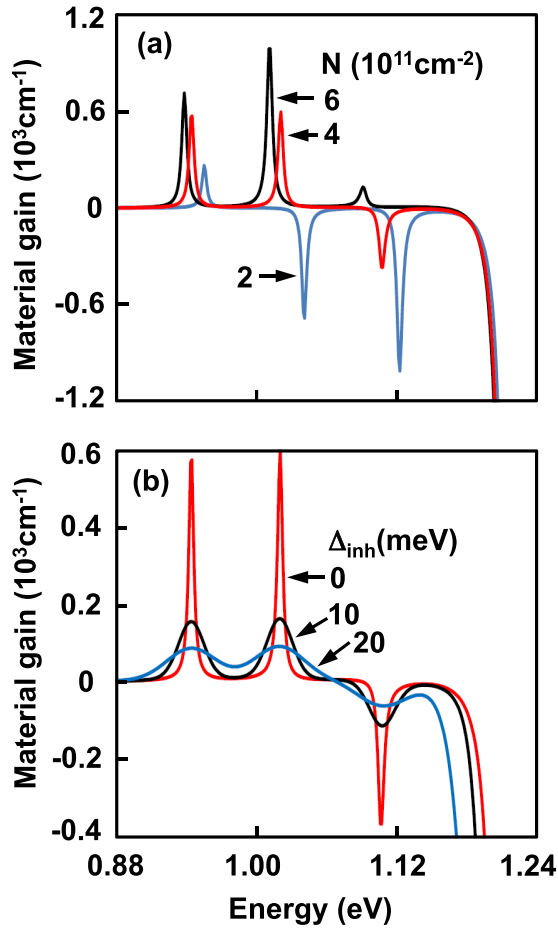 1.2
(a)
N (10¹¹cm⁻²)
6
4
0.6
0
2
-0.6
-1.2
Material gain (10³cm⁻¹)
0.6
(b)
Δinh(meV)
0
10
20
0.4
0.2
0
-0.2
-0.4
Material gain (10³cm⁻¹)
0.88 1.00 1.12 1.24
Energy (eV)